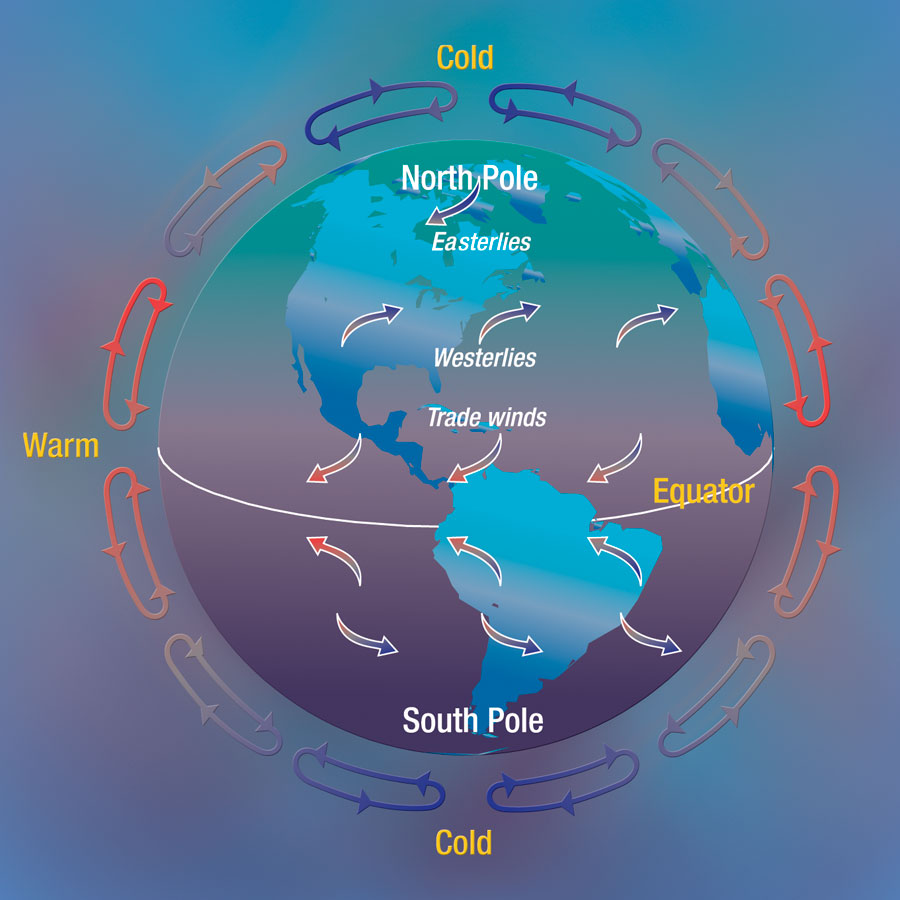 Cold
North Pole
Easterlies
Westerlies
Trade winds
Warm
Equator
South Pole
Cold